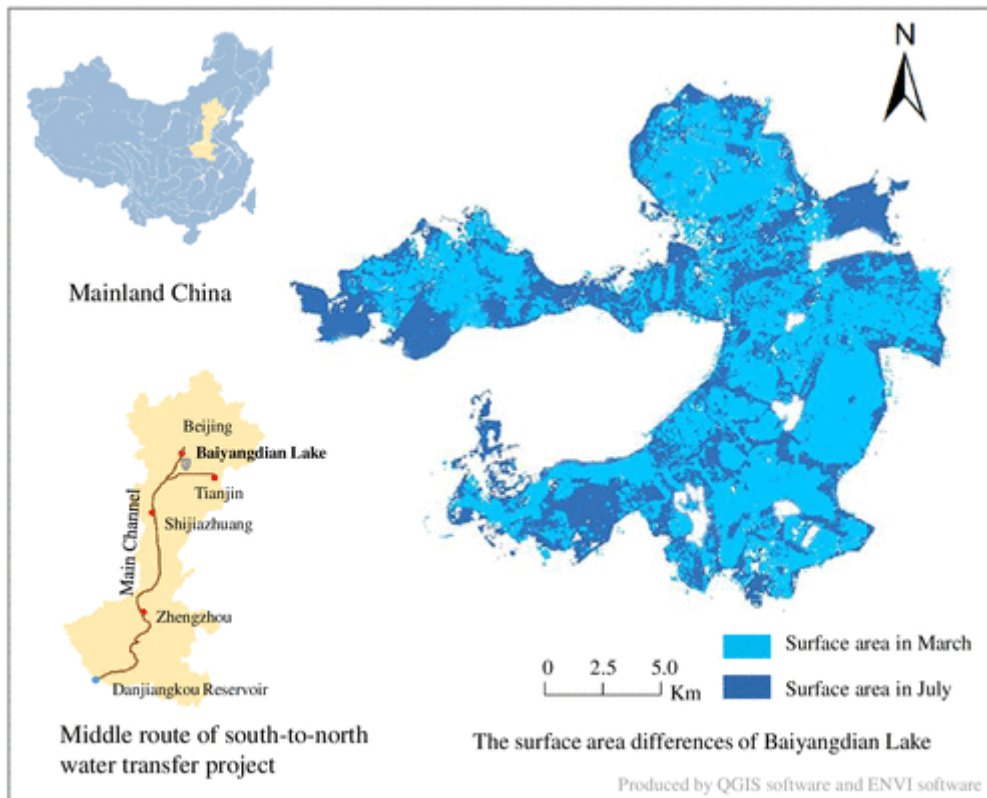 Mainland China
N
Beijing
Baiyangdian Lake
Tianjin
Shijiazhuang
Main Channel
Zhengzhou
Danjiangkou Reservoir
Middle route of south-to-north
water transfer project
Surface area in March
Surface area in July
0 2.5 5.0
Km
The surface area differences of Baiyangdian Lake
Produced by QGIS software and ENVI software